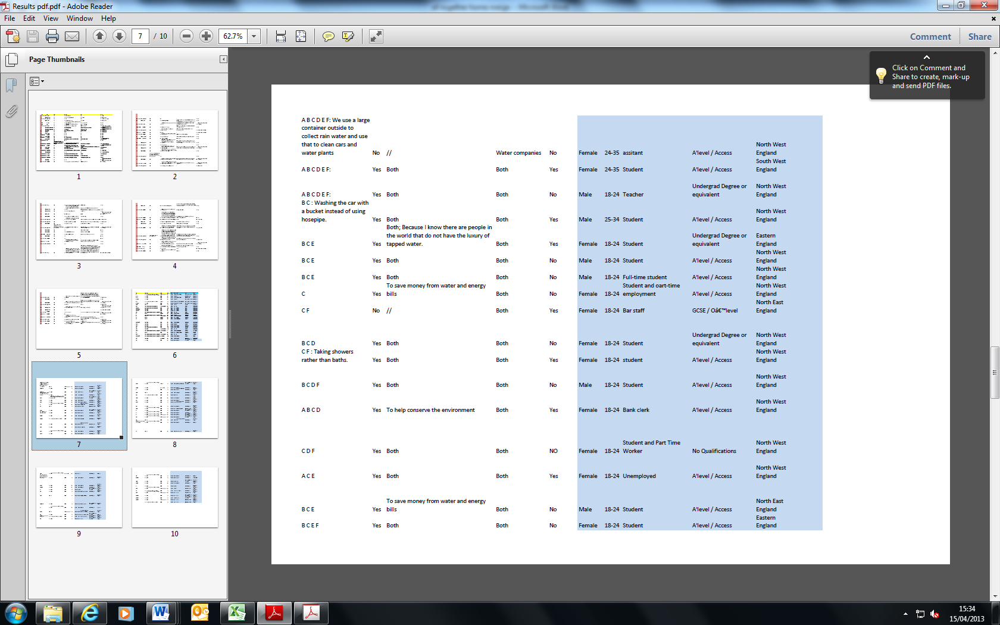 Results pdf.pdf - Adobe Reader
File Edit View Window Help
7 / 10 62.7% Comment Share
Page Thumbnails
Click on Comment and
Share to create, mark-up
and send PDF files.
1 2
3 4
5 6
7 8
9 10
A B C D E F: We use a large
container outside to
collect rain water and use
that to clean cars and North West
water plants No // Water companies No Female 24-35 assitant A'level / Access England
South West
A B C D E F: Yes Both Both Yes Female 24-35 Student A'level / Access England
Undergrad Degree or North West
A B C D E F: Yes Both Both No Male 18-24 Teacher equivalent England
B C : Washing the car with
a bucket instead of using North West
hosepipe. Yes Both Both Yes Male 25-34 Student A'level / Access England
Both; Because I know there are people in
the world that do not have the luxury of Undergrad Degree or Eastern
B C E Yes tapped water. Both Yes Female 18-24 Student equivalent England
North West
B C E Yes Both Both No Male 18-24 Student A'level / Access England
North West
B C E Yes Both Both No Male 18-24 Full-time student A'level / Access England
To save money from water and energy Student and oart-time North West
C Yes bills Both No Female 18-24 employment A'level / Access England
North East
C F No // Both Yes Female 18-24 Bar staff GCSE / Oâ€™level England
Undergrad Degree or North West
B C D Yes Both Both No Female 18-24 Student equivalent England
C F : Taking showers North West
rather than baths. Yes Both Both Yes Female 18-24 student A'level / Access England
North West
B C D F Yes Both Both No Male 18-24 Student A'level / Access England
North West
A B C D Yes To help conserve the environment Both Yes Female 18-24 Bank clerk A'level / Access England
Student and Part Time North West
C D F Yes Both Both NO Female 18-24 Worker No Qualifications England
North West
A C E Yes Both Both Yes Female 18-24 Unemployed A'level / Access England
To save money from water and energy North East
B C E Yes bills Both No Male 18-24 Student A'level / Access England
Eastern
B C E F Yes Both Both No Female 18-24 Student A'level / Access England
15:34
15/04/2013